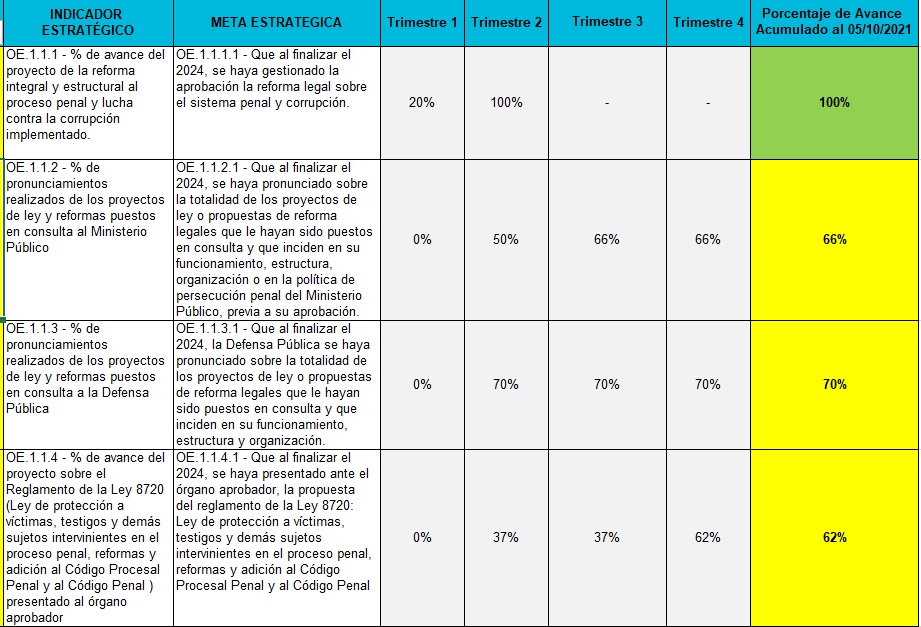 INDICADOR
ESTRATÉGICO
META ESTRATEGICA
Trimestre 1
Trimestre 2
Trimestre 3
Trimestre 4
Porcentaje de Avance
Acumulado al 05/10/2021
OE.1.1.1 - % de avance del
proyecto de la reforma
integral y estructural al
proceso penal y lucha
contra la corrupción
implementado.
OE.1.1.1.1 - Que al finalizar el
2024, se haya gestionado la
aprobación la reforma legal sobre
el sistema penal y corrupción.
20%
100%
-
-
100%
OE.1.1.2 - % de
pronunciamientos
realizados de los proyectos
de ley y reformas puestos
en consulta al Ministerio
Público
OE.1.1.2.1 - Que al finalizar el
2024, se haya pronunciado sobre
la totalidad de los proyectos de
ley o propuestas de reforma
legales que le hayan sido puestos
en consulta y que inciden en su
funcionamiento, estructura,
organización o en la política de
persecución penal del Ministerio
Público, previa a su aprobación.
0%
50%
66%
66%
66%
OE.1.1.3 - % de
pronunciamientos
realizados de los proyectos
de ley y reformas puestos
en consulta a la Defensa
Pública
OE.1.1.3.1 - Que al finalizar el
2024, la Defensa Pública se haya
pronunciado sobre la totalidad de
los proyectos de ley o propuestas
de reforma legales que le hayan
sido puestos en consulta y que
inciden en su funcionamiento,
estructura y organización.
0%
70%
70%
70%
70%
OE.1.1.4 - % de avance del
proyecto sobre el
Reglamento de la Ley 8720
(Ley de protección a
víctimas, testigos y demás
sujetos intervinientes en el
proceso penal, reformas y
adición al Código Procesal
Penal y al Código Penal )
presentado al órgano
aprobador
OE.1.1.4.1 - Que al finalizar el
2024, se haya presentado ante el
órgano aprobador, la propuesta
del reglamento de la Ley 8720:
Ley de protección a víctimas,
testigos y demás sujetos
intervinientes en el proceso penal,
reformas y adición al Código
Procesal Penal y al Código Penal
0%
37%
37%
62%
62%